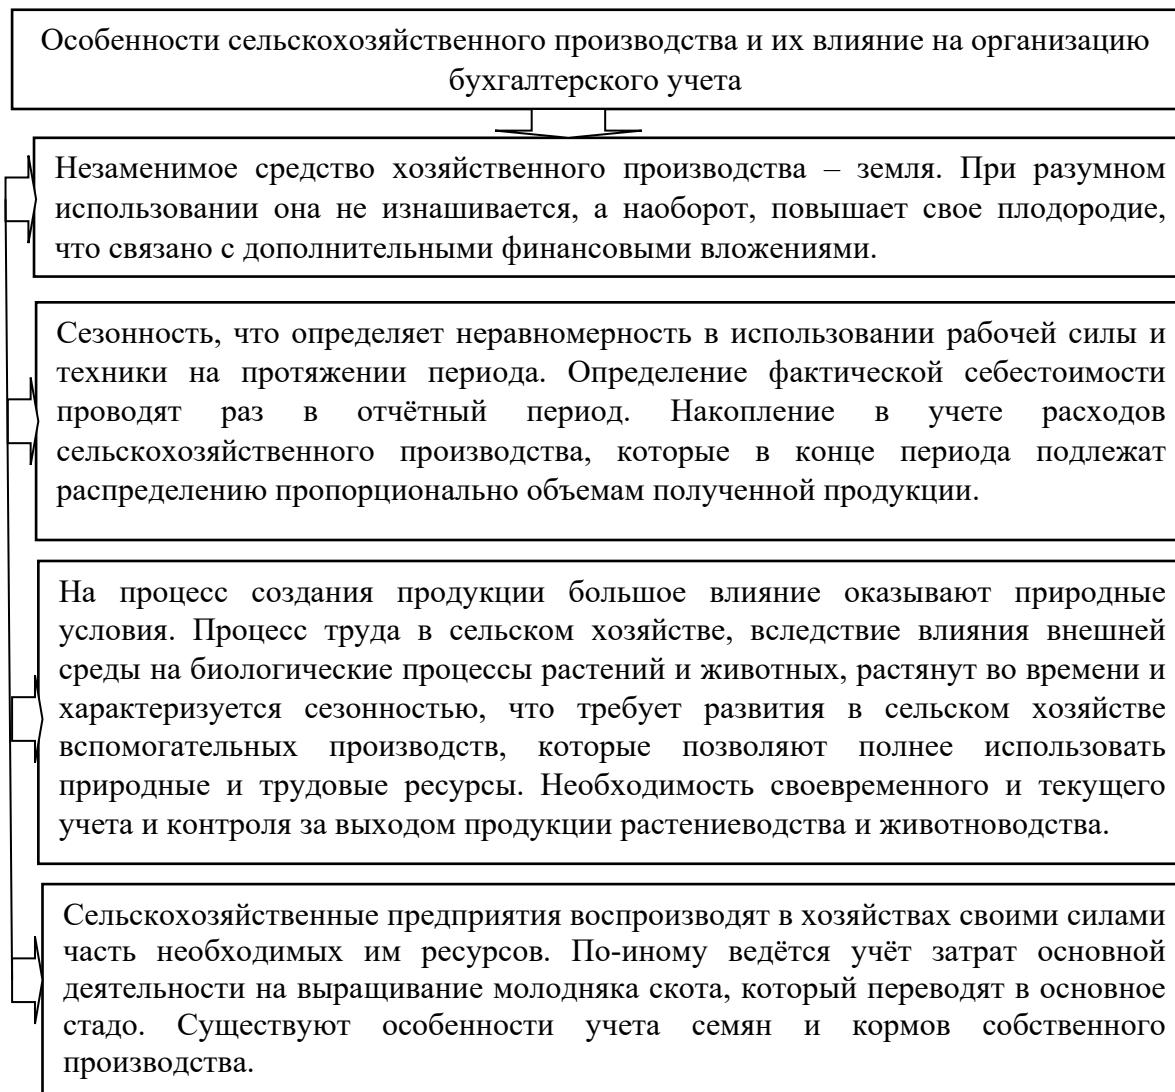 Особенности сельскохозяйственного производства и их влияние на организацию
бухгалтерского учета
Незаменимое средство хозяйственного производства – земля. При разумном
использовании она не изнашивается, а наоборот, повышает свое плодородие,
что связано с дополнительными финансовыми вложениями.
Сезонность, что определяет неравномерность в использовании рабочей силы и
техники на протяжении периода. Определение фактической себестоимости
проводят раз в отчётный период. Накопление в учете расходов
сельскохозяйственного производства, которые в конце периода подлежат
распределению пропорционально объемам полученной продукции.
На процесс создания продукции большое влияние оказывают природные
условия. Процесс труда в сельском хозяйстве, вследствие влияния внешней
среды на биологические процессы растений и животных, растянут во времени и
характеризуется сезонностью, что требует развития в сельском хозяйстве
вспомогательных производств, которые позволяют полнее использовать
природные и трудовые ресурсы. Необходимость своевременного и текущего
учета и контроля за выходом продукции растениеводства и животноводства.
Сельскохозяйственные предприятия воспроизводят в хозяйствах своими силами
часть необходимых им ресурсов. По-иному ведётся учёт затрат основной
деятельности на выращивание молодняка скота, который переводят в основное
стадо. Существуют особенности учета семян и кормов собственного
производства.